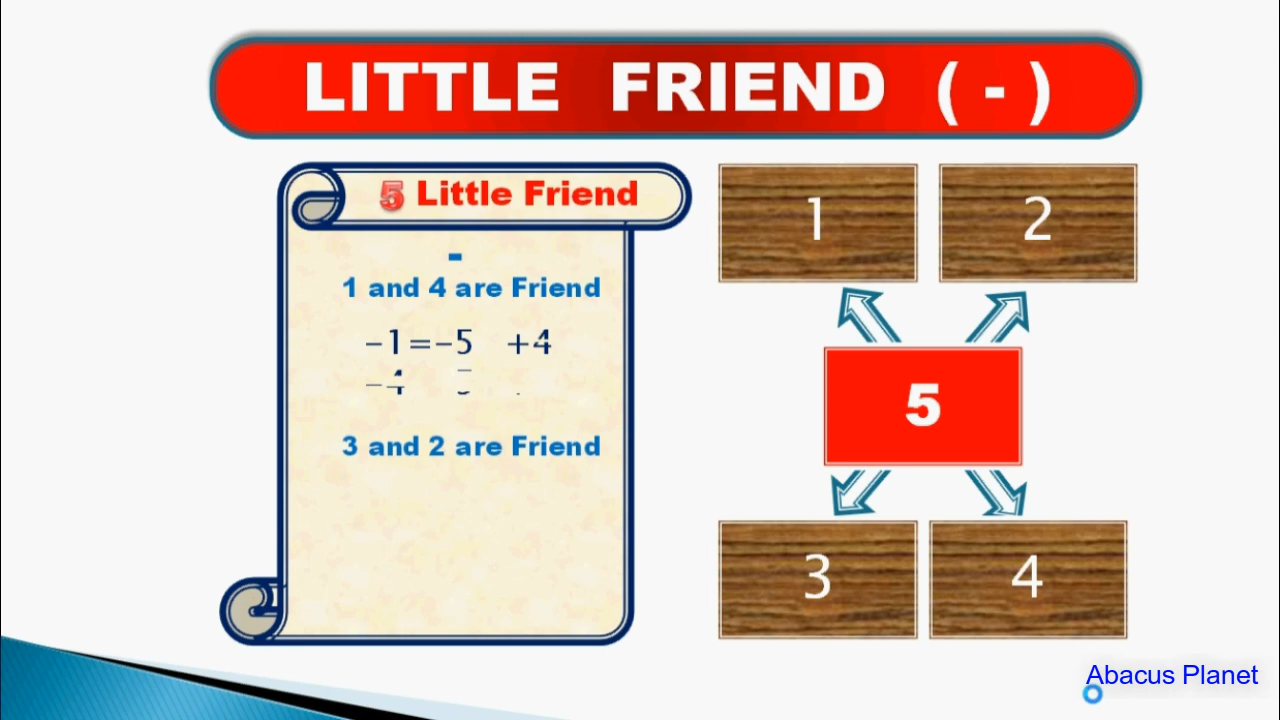 LITTLE FRIEND ( - )
5 Little Friend
-
1 and 4 are Friend
−1=−5 +4
3 and 2 are Friend
1
2
5
3
4
Abacus Planet